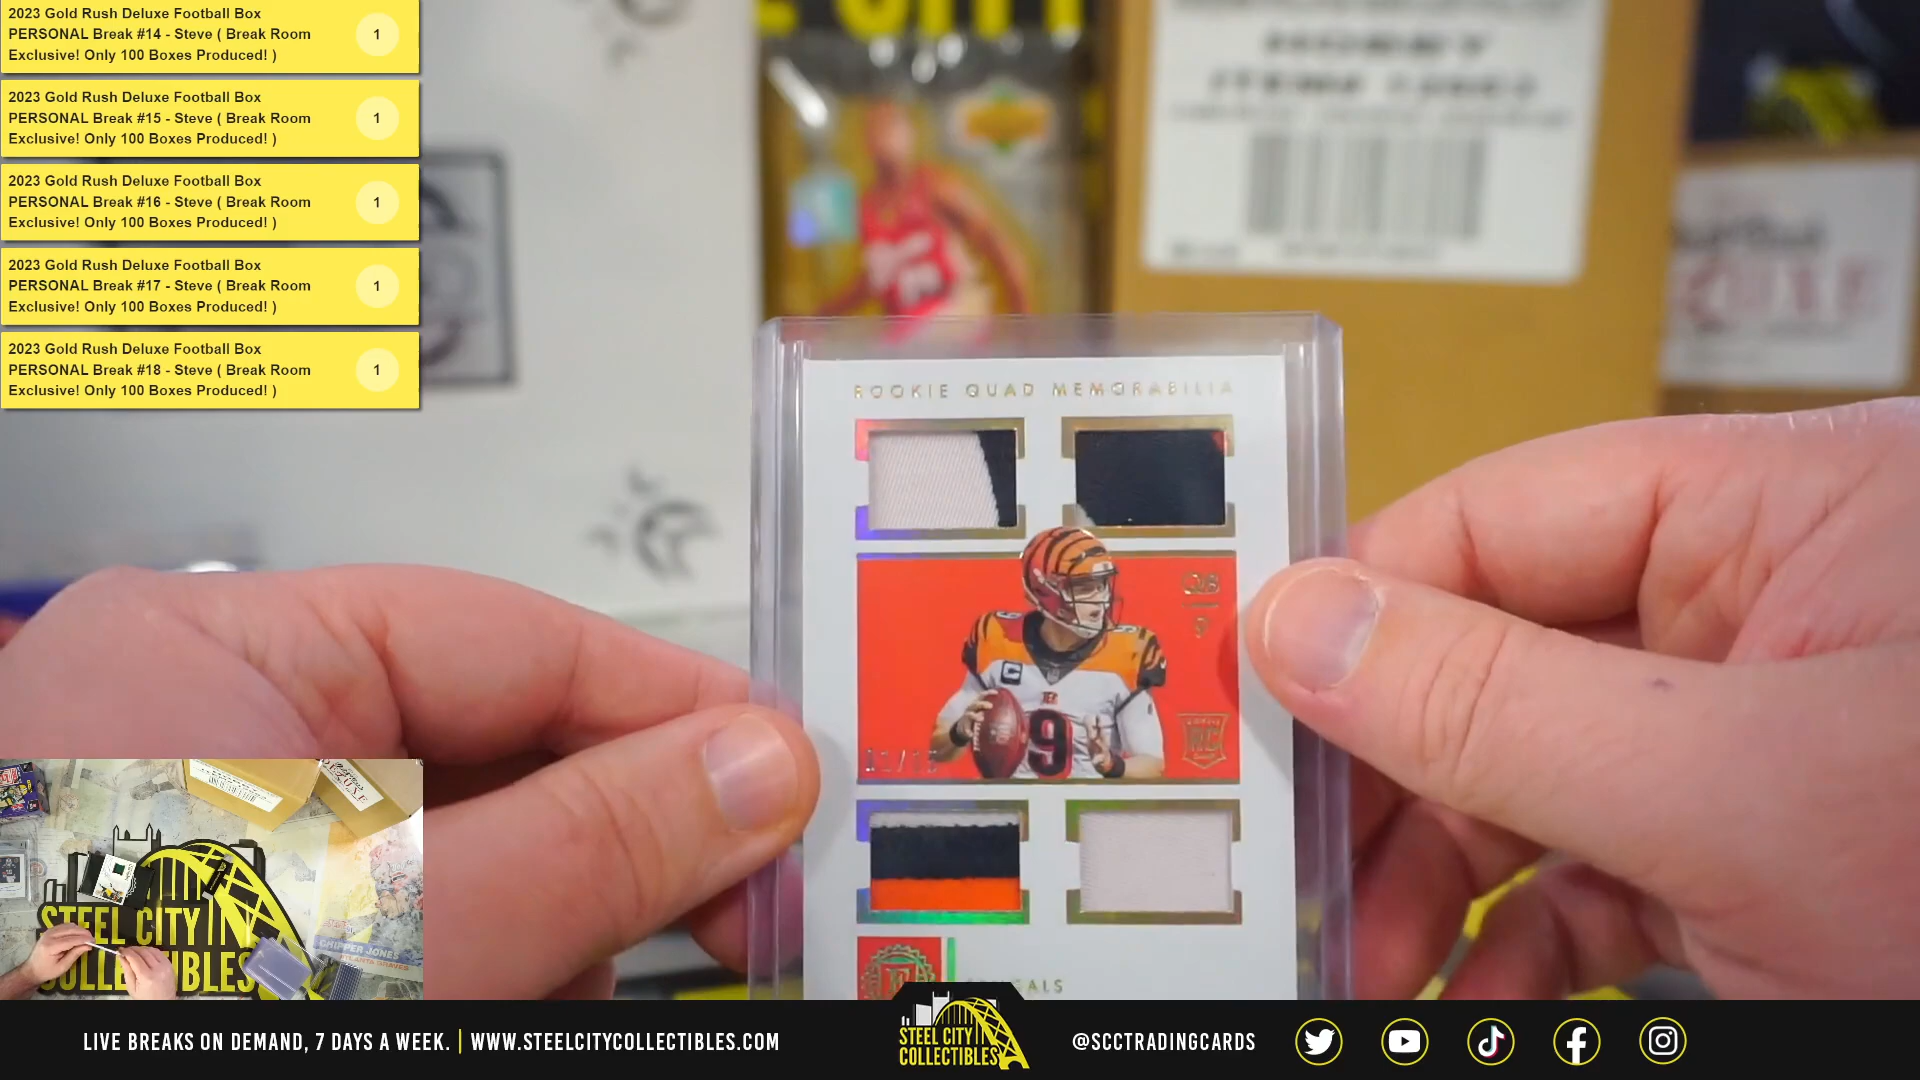 2023 Gold Rush Deluxe Football Box
PERSONAL Break #14 - Steve ( Break Room
Exclusive! Only 100 Boxes Produced! )
1
2023 Gold Rush Deluxe Football Box
PERSONAL Break #15 - Steve ( Break Room
Exclusive! Only 100 Boxes Produced! )
1
2023 Gold Rush Deluxe Football Box
PERSONAL Break #16 - Steve ( Break Room
Exclusive! Only 100 Boxes Produced! )
1
2023 Gold Rush Deluxe Football Box
PERSONAL Break #17 - Steve ( Break Room
Exclusive! Only 100 Boxes Produced! )
1
2023 Gold Rush Deluxe Football Box
PERSONAL Break #18 - Steve ( Break Room
Exclusive! Only 100 Boxes Produced! )
1
CITY
HOBBY
ROOKIE QUAD MEMORABILIA
QB
9
C
9
RC
STEEL CITY
COLLECTIBLES
CHIPPER JONES
ATLANTA BRAVES
LIVE BREAKS ON DEMAND, 7 DAYS A WEEK. | WWW.STEELCITYCOLLECTIBLES.COM
STEEL CITY
COLLECTIBLES
@SCCTRADINGCARDS